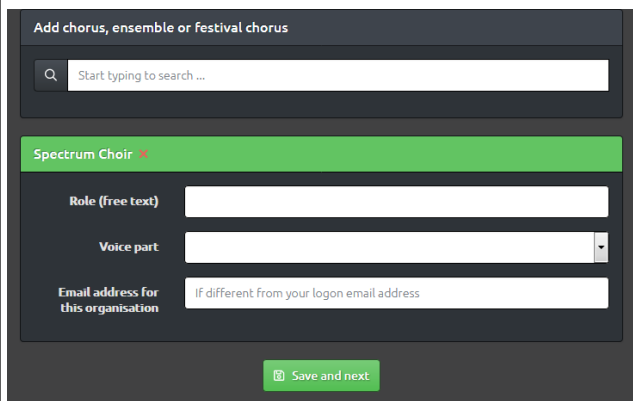 Add chorus, ensemble or festival chorus
Start typing to search ...
Spectrum Choir ×
Role (free text)
Voice part
Email address for
this organisation
If different from your logon email address
Save and next